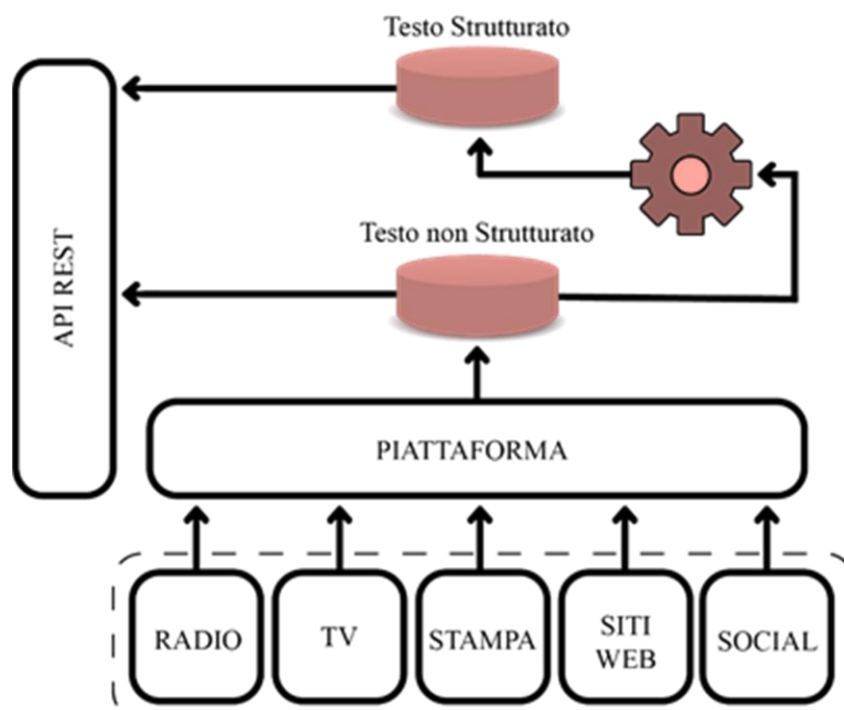 Testo Strutturato
API REST
Testo non Strutturato
PIATTAFORMA
RADIO
TV
STAMPA
SITI
WEB
SOCIAL